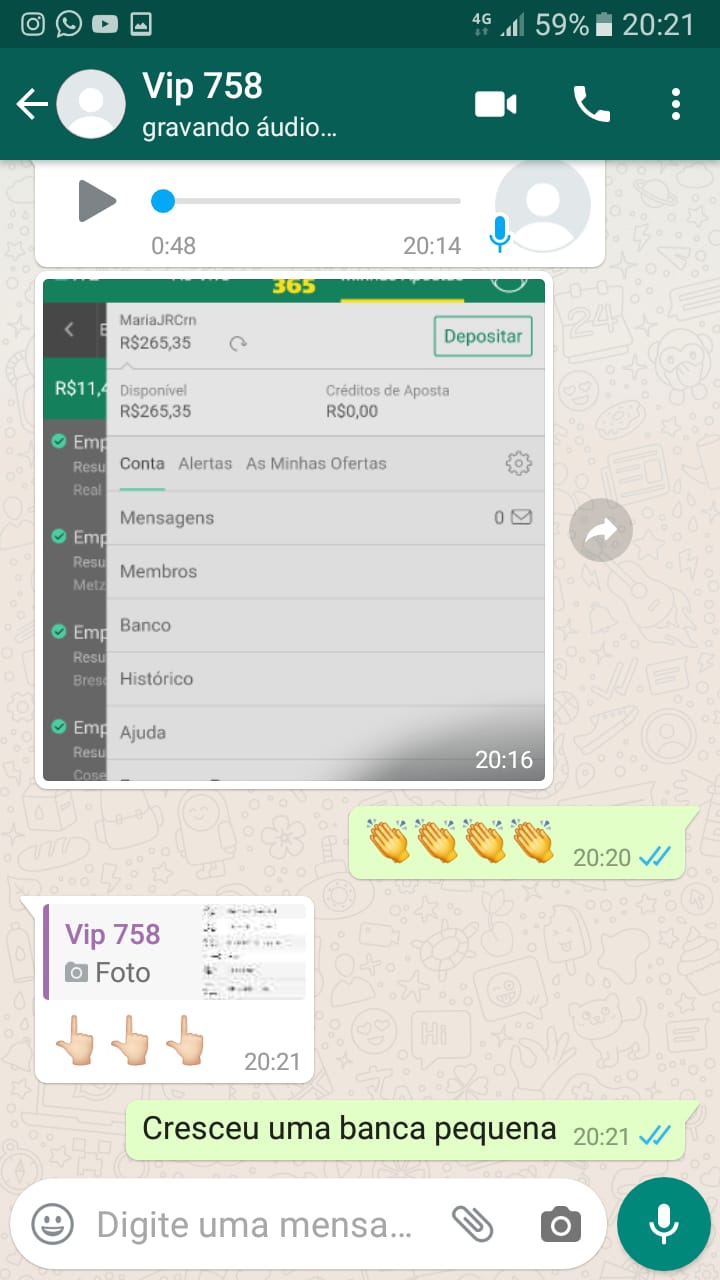 4G 59% 20:21
Vip 758
gravando áudio...
0:48 20:14
365
MariaJRCrn
R$265,35
Depositar
R$11,4
Disponível Créditos de Aposta
R$265,35 R$0,00
Emp
Resu
Real
Conta Alertas As Minhas Ofertas
Mensagens 0
Emp
Resu
Metz
Membros
Banco
Emp
Resu
Bresc
Histórico
Emp
Resu
Cose
Ajuda
20:16
20:20
Vip 758
Foto
20:21
Cresceu uma banca pequena 20:21
Digite uma mensa...